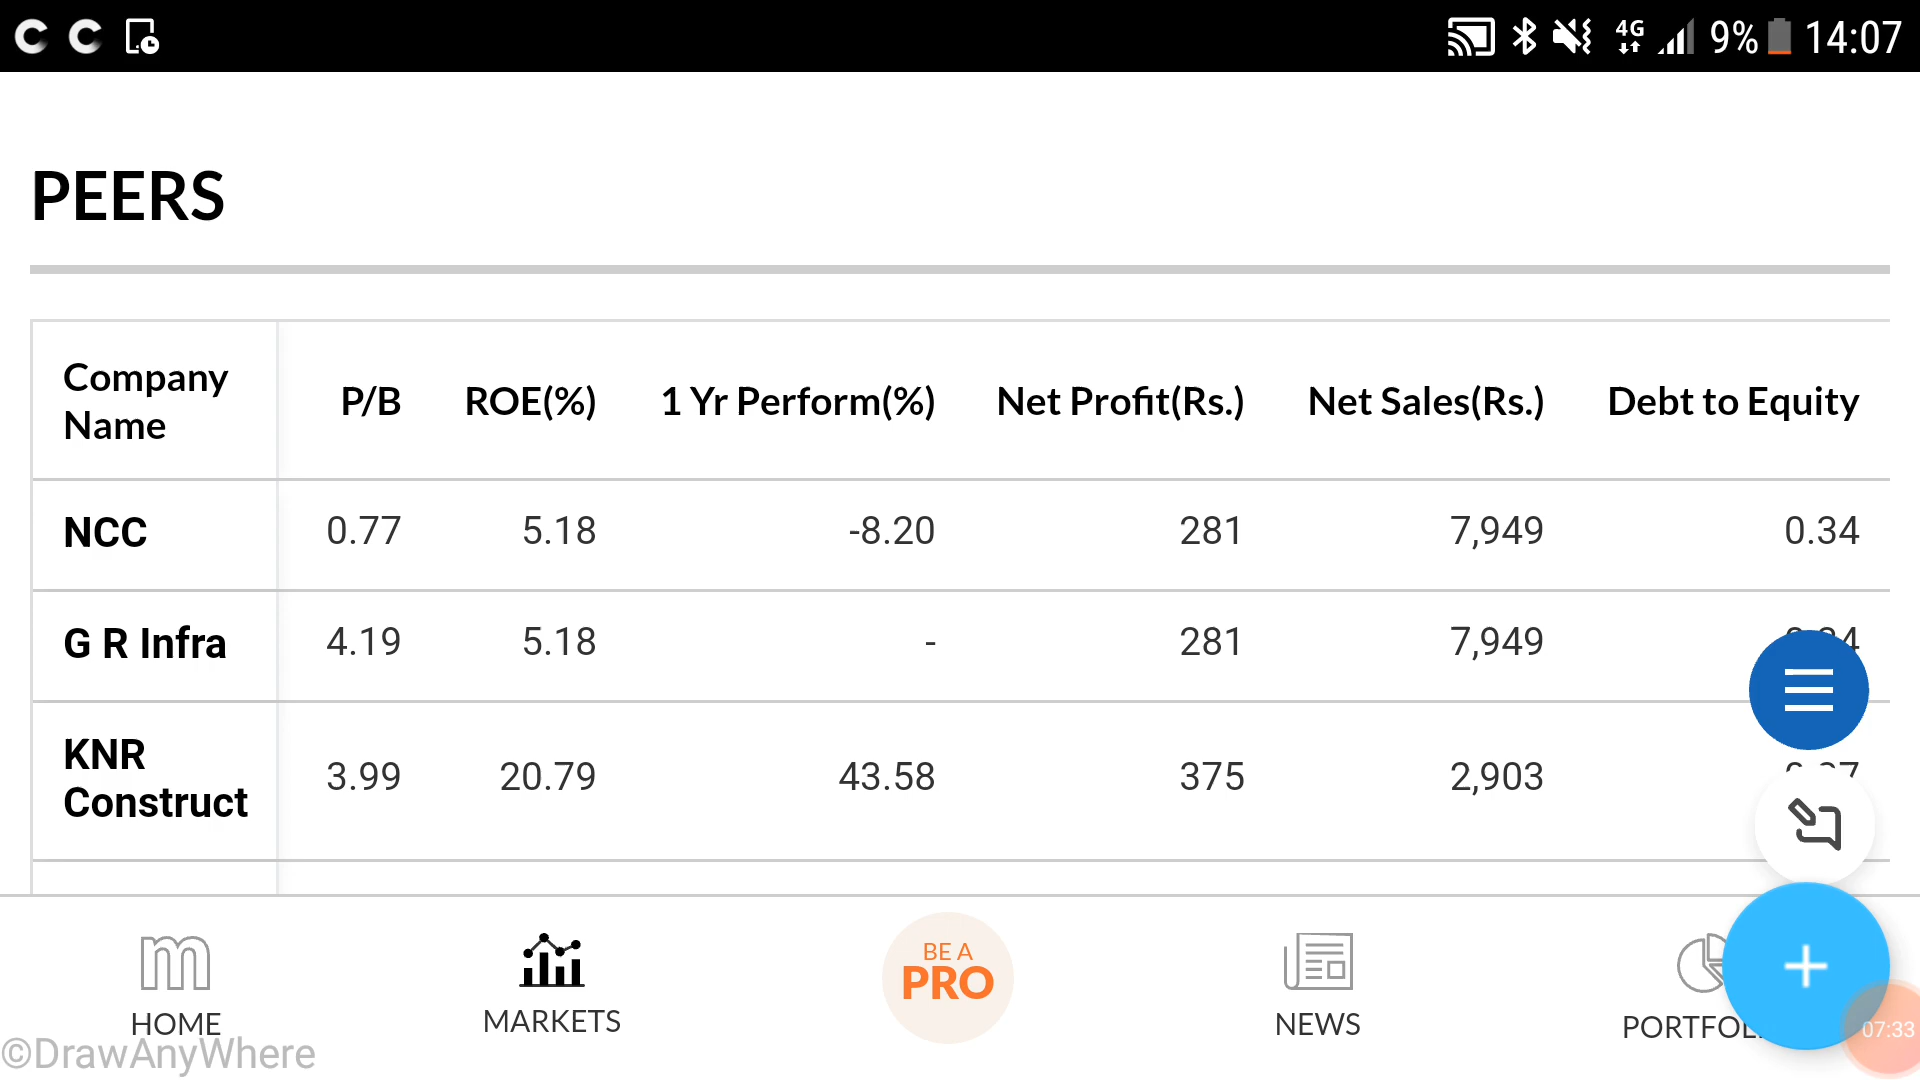 4G 9% 14:07
PEERS
Company Name P/B ROE(%) 1 Yr Perform(%) Net Profit(Rs.) Net Sales(Rs.) Debt to Equity
NCC 0.77 5.18 -8.20 281 7,949 0.34
G R Infra 4.19 5.18 - 281 7,949
KNR Construct 3.99 20.79 43.58 375 2,903
BE A
PRO
HOME MARKETS NEWS
07:33
©DrawAnyWhere